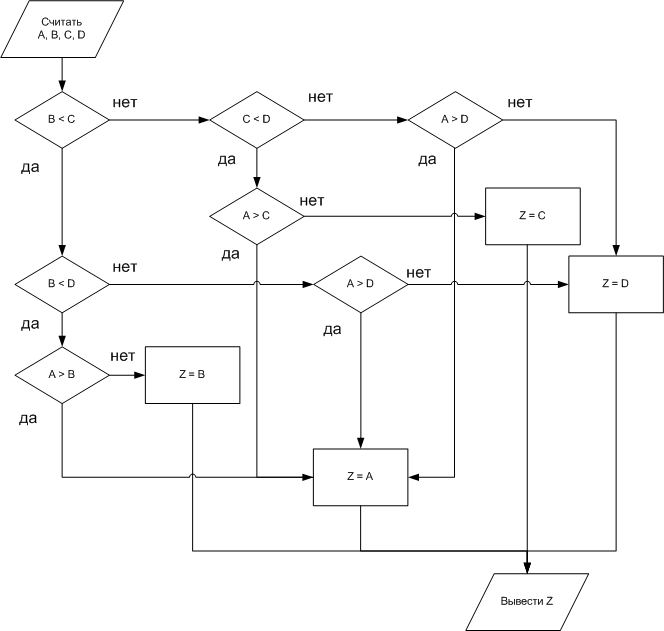 Считать
A, B, C, D
B < C
нет
C < D
нет
A > D
нет
да
да
да
A > C
нет
Z = C
да
B < D
нет
A > D
нет
Z = D
да
да
A > B
нет
Z = B
да
Z = A
Вывести Z